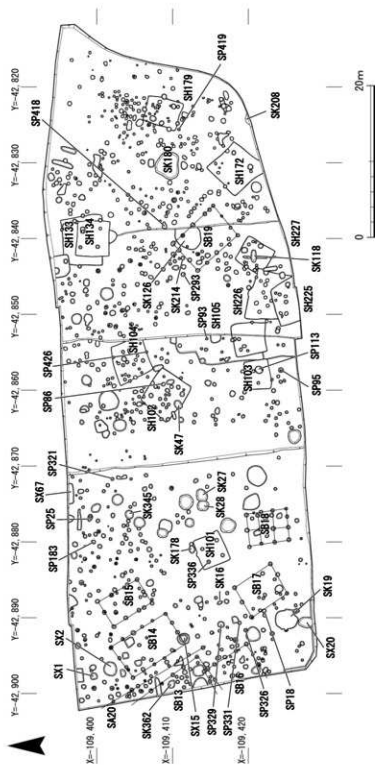 Y=-42,820
Y=-42,830
Y=-42,840
Y=-42,850
Y=-42,860
Y=-42,870
Y=-42,880
Y=-42,890
Y=-42,900
X=-109,400
X=-109,410
X=-109,420
20m
0
SP419
SP418
SH179
SK208
SK180
SH172
SH133
SH134
SB19
SH227
SK126
SK214
SP293
SK118
SH226
SH225
SP93
SH105
SP426
SH104
SP86
SH102
SH103
SP113
SP95
SK47
SP321
SX67
SP25
SK345
SK27
SK28
SP183
SK178
SB18
SP336
SH101
SK16
SB15
SB17
SK19
SX2
SB14
SX20
SX1
SA20
SB13
SB16
SP18
SK362
SX15
SP329
SP331
SP326